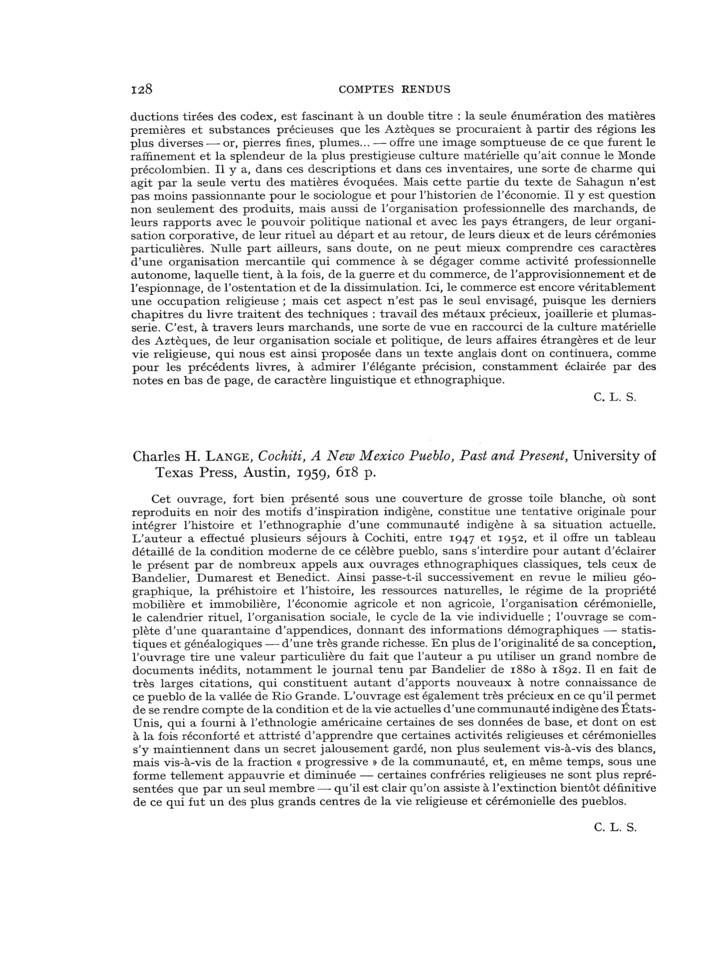 128 COMPTES RENDUS
ductions tirées des codex, est fascinant à un double titre : la seule énumération des matières
premières et substances précieuses que les Aztèques se procuraient à partir des régions les
plus diverses — or, pierres fines, plumes... — offre une image somptueuse de ce que furent le
raffinement et la splendeur de la plus prestigieuse culture matérielle qu'ait connue le Monde
précolombien. Il y a, dans ces descriptions et dans ces inventaires, une sorte de charme qui
agit par la seule vertu des matières évoquées. Mais cette partie du texte de Sahagun n'est
pas moins passionnante pour le sociologue et pour l'historien de l'économie. Il y est question
non seulement des produits, mais aussi de l'organisation professionnelle des marchands, de
leurs rapports avec le pouvoir politique national et avec les pays étrangers, de leur organi-
sation corporative, de leur rituel au départ et au retour, de leurs dieux et de leurs cérémonies
particulières. Nulle part ailleurs, sans doute, on ne peut mieux comprendre ces caractères
d'une organisation mercantile qui commence à se dégager comme activité professionnelle
autonome, laquelle tient, à la fois, de la guerre et du commerce, de l'approvisionnement et de
l'espionnage, de l'ostentation et de la dissimulation. Ici, le commerce est encore véritablement
une occupation religieuse ; mais cet aspect n'est pas le seul envisagé, puisque les derniers
chapitres du livre traitent des techniques : travail des métaux précieux, joaillerie et plumas-
serie. C'est, à travers leurs marchands, une sorte de vue en raccourci de la culture matérielle
des Aztèques, de leur organisation sociale et politique, de leurs affaires étrangères et de leur
vie religieuse, qui nous est ainsi proposée dans un texte anglais dont on continuera, comme
pour les précédents livres, à admirer l'élégante précision, constamment éclairée par des
notes en bas de page, de caractère linguistique et ethnographique.
C. L. S.
Charles H. LANGE, Cochiti, A New Mexico Pueblo, Past and Present, University of
Texas Press, Austin, 1959, 618 p.
Cet ouvrage, fort bien présenté sous une couverture de grosse toile blanche, où sont
reproduits en noir des motifs d'inspiration indigène, constitue une tentative originale pour
intégrer l'histoire et l'ethnographie d'une communauté indigène à sa situation actuelle.
L'auteur a effectué plusieurs séjours à Cochiti, entre 1947 et 1952, et il offre un tableau
détaillé de la condition moderne de ce célèbre pueblo, sans s'interdire pour autant d'éclairer
le présent par de nombreux appels aux ouvrages ethnographiques classiques, tels ceux de
Bandelier, Dumarest et Benedict. Ainsi passe-t-il successivement en revue le milieu géo-
graphique, la préhistoire et l'histoire, les ressources naturelles, le régime de la propriété
mobilière et immobilière, l'économie agricole et non agricole, l'organisation cérémonielle,
le calendrier rituel, l'organisation sociale, le cycle de la vie individuelle ; l'ouvrage se com-
plète d'une quarantaine d'appendices, donnant des informations démographiques — statis-
tiques et généalogiques — d'une très grande richesse. En plus de l'originalité de sa conception,
l'ouvrage tire une valeur particulière du fait que l'auteur a pu utiliser un grand nombre de
documents inédits, notamment le journal tenu par Bandelier de 1880 à 1892. Il en fait de
très larges citations, qui constituent autant d'apports nouveaux à notre connaissance de
ce pueblo de la vallée de Rio Grande. L'ouvrage est également très précieux en ce qu'il permet
de se rendre compte de la condition et de la vie actuelles d'une communauté indigène des États-
Unis, qui a fourni à l'ethnologie américaine certaines de ses données de base, et dont on est
à la fois réconforté et attristé d'apprendre que certaines activités religieuses et cérémonielles
s'y maintiennent dans un secret jalousement gardé, non plus seulement vis-à-vis des blancs,
mais vis-à-vis de la fraction « progressive » de la communauté, et, en même temps, sous une
forme tellement appauvrie et diminuée — certaines confréries religieuses ne sont plus repré-
sentées que par un seul membre — qu'il est clair qu'on assiste à l'extinction bientôt définitive
de ce qui fut un des plus grands centres de la vie religieuse et cérémonielle des pueblos.
C. L. S.